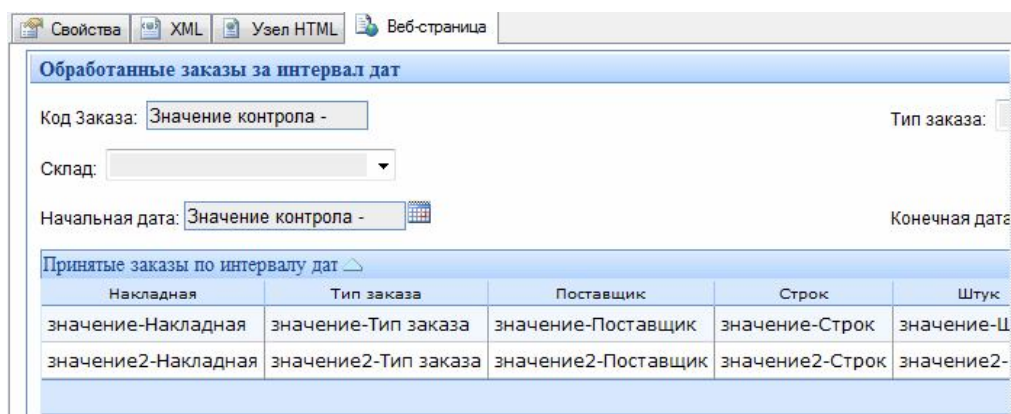 Свойства XML Узел HTML Веб-страница
Обработанные заказы за интервал дат
Код Заказа: Значение контрола - Тип заказа:
Склад:
Начальная дата: Значение контрола - Конечная дата
Принятые заказы по интервалу дат
Накладная Тип заказа Поставщик Строк Штук
значение-Накладная значение-Тип заказа значение-Поставщик значение-Строк значение-Ш
значение2-Накладная значение2-Тип заказа значение2-Поставщик значение2-Строк значение2-